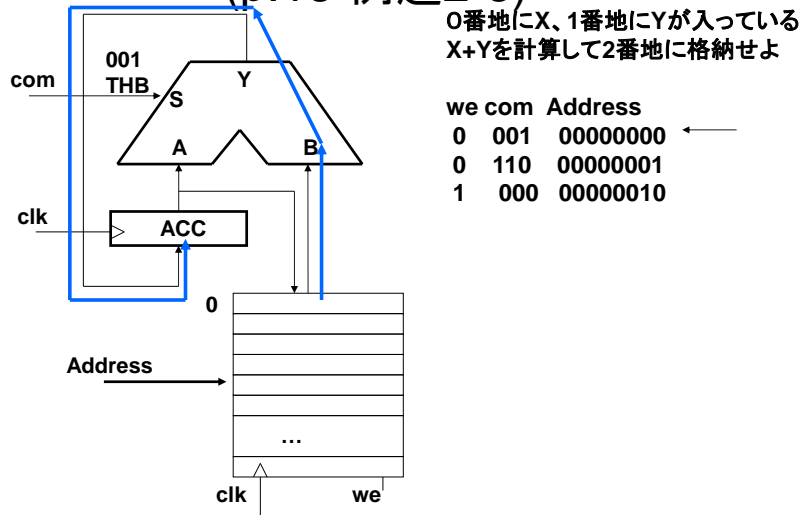 0番地にX、1番地にYが入っている
X+Yを計算して2番地に格納せよ
we com Address
0 001 00000000
0 110 00000001
1 000 00000010
com
001
THB
S
Y
A
B
clk
ACC
0
Address
…
clk
we